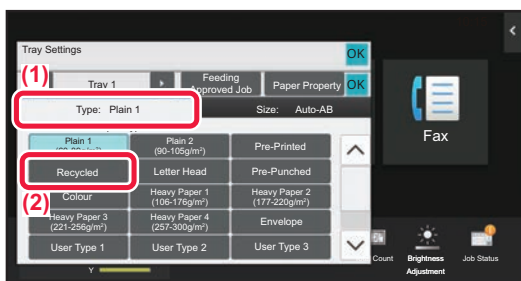 Tray Settings
OK
(1)
Tray 1
Feeding
Approved Job
Paper Property
OK
Type: Plain 1
Size: Auto-AB
Plain 1
Plain 2
(90-105g/m²)
Pre-Printed
Recycled
Letter Head
Pre-Punched
(2)
Colour
Heavy Paper 1
(106-176g/m²)
Heavy Paper 2
(177-220g/m²)
Heavy Paper 3
(221-256g/m²)
Heavy Paper 4
(257-300g/m²)
Envelope
User Type 1
User Type 2
User Type 3
Fax
Y
Count
Brightness
Adjustment
Job Status